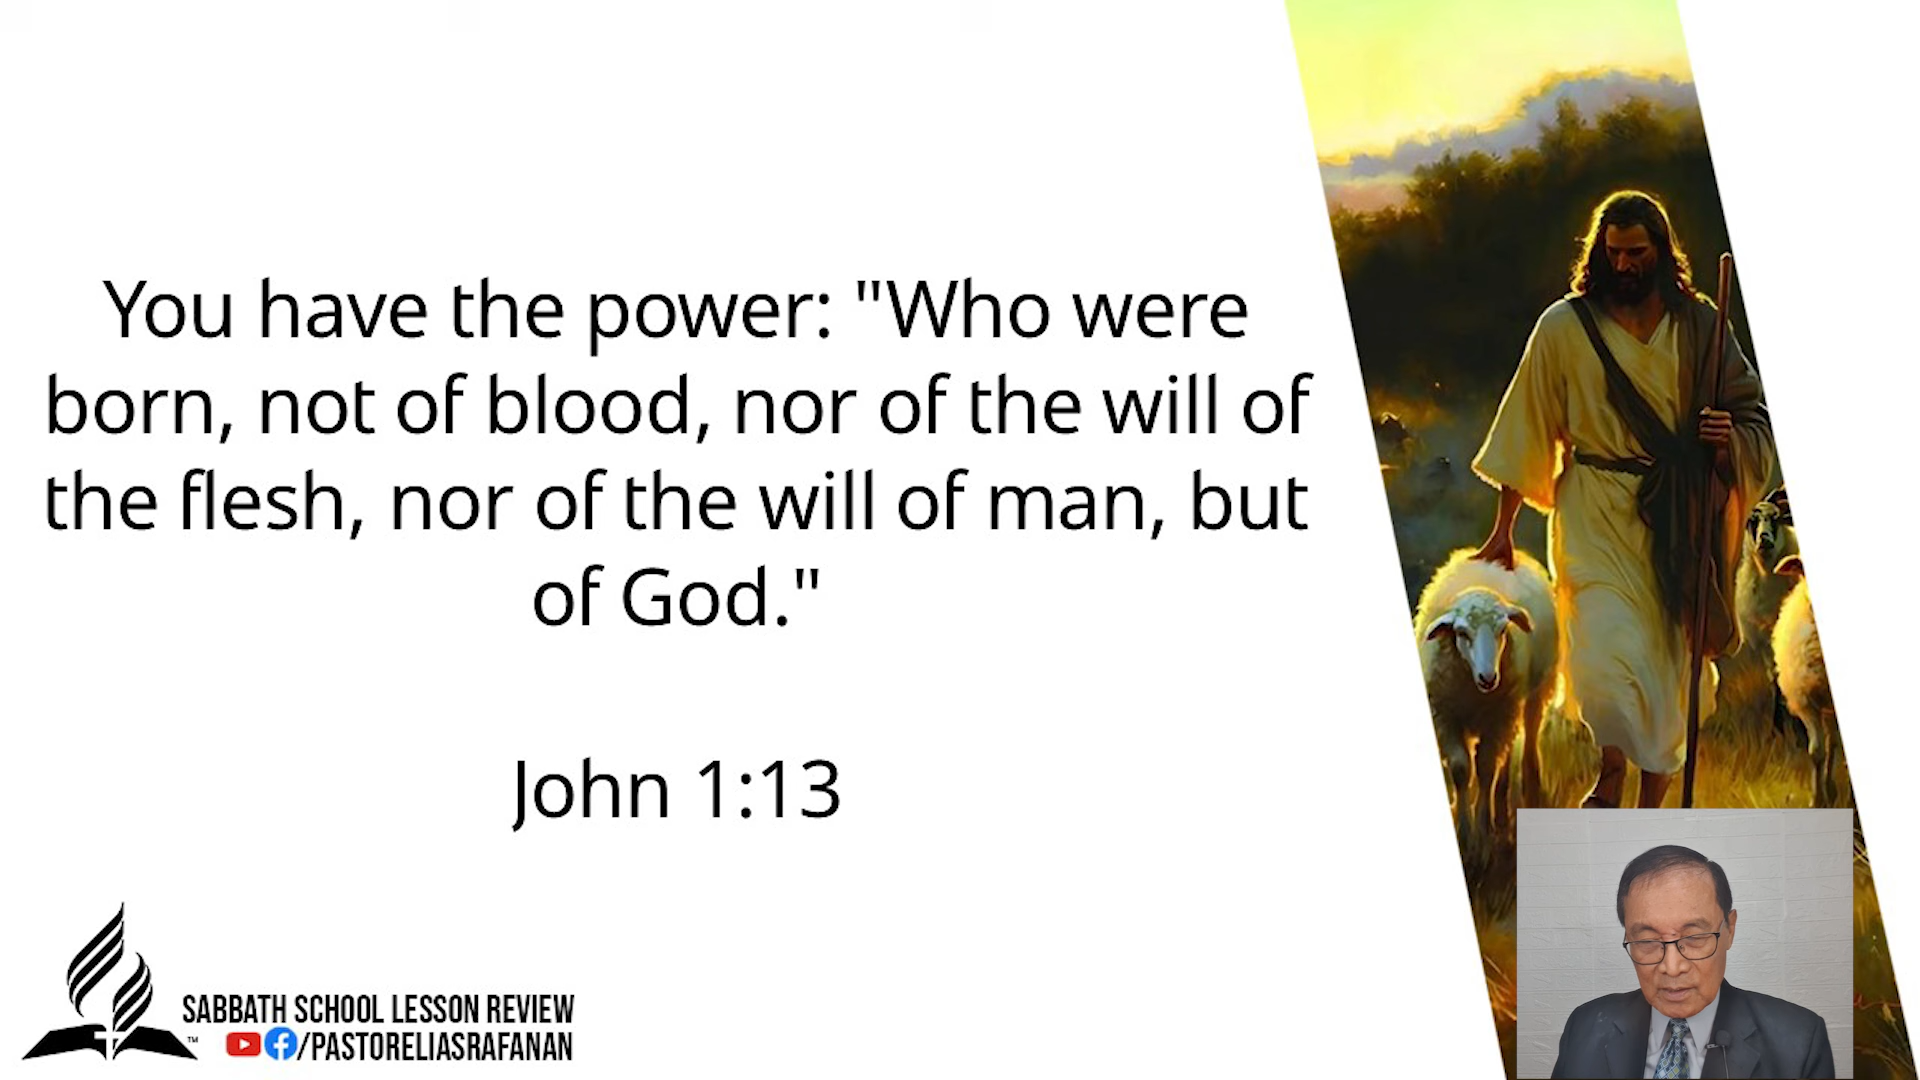 You have the power: "Who were
born, not of blood, nor of the will of
the flesh, nor of the will of man, but
of God."
John 1:13
SABBATH SCHOOL LESSON REVIEW
/PASTORELIASRAFANAN
TM